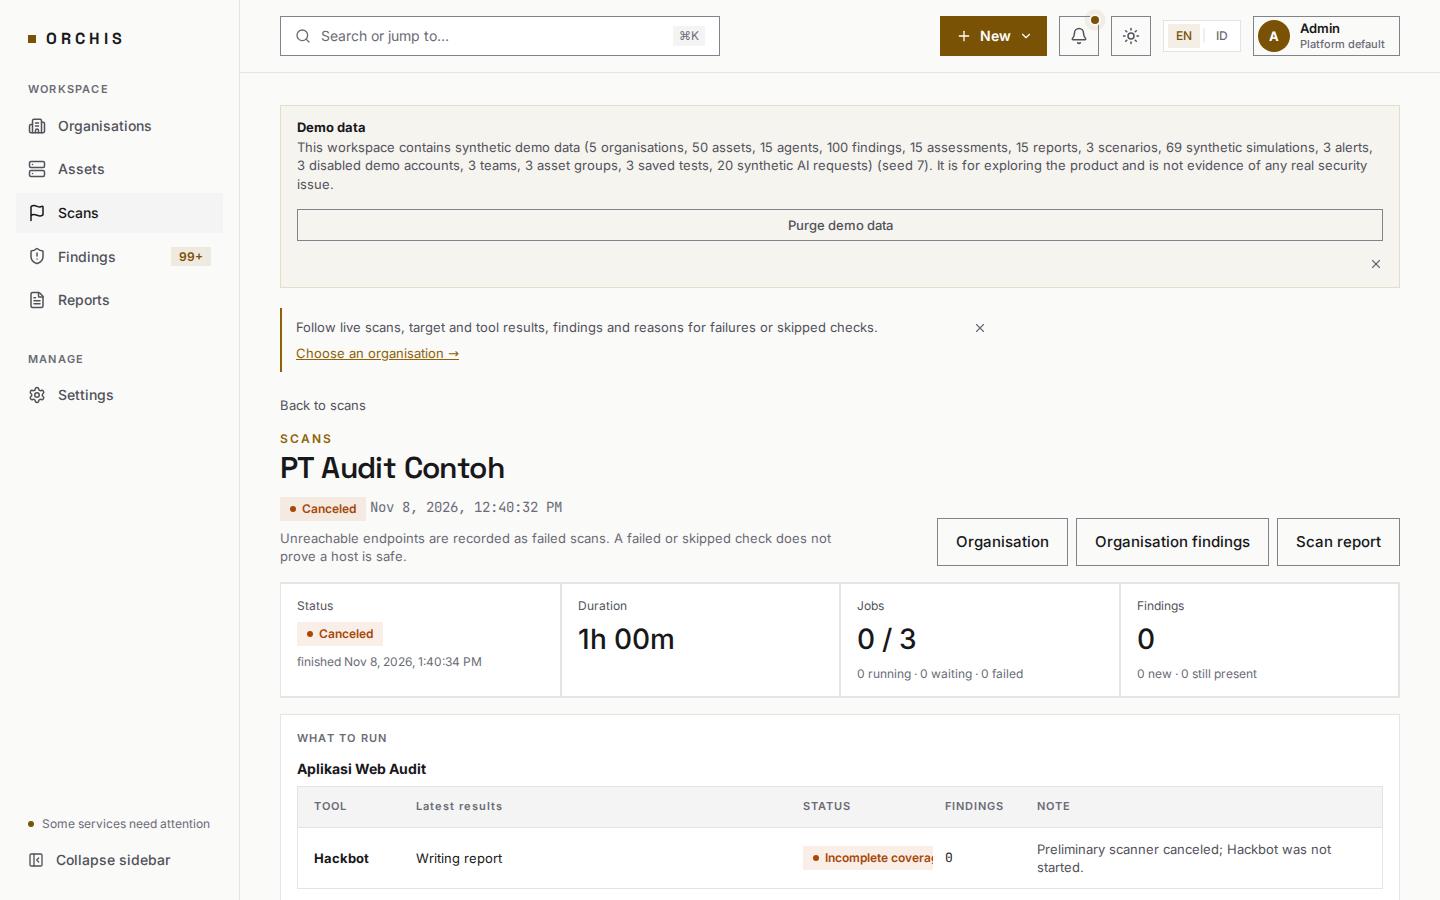 ORCHIS
Search or jump to...
⌘K
New
EN
ID
A
Admin
Platform default
WORKSPACE
Organisations
Assets
Scans
Findings
99+
Reports
MANAGE
Settings
Some services need attention
Collapse sidebar
Demo data
This workspace contains synthetic demo data (5 organisations, 50 assets, 15 agents, 100 findings, 15 assessments, 15 reports, 3 scenarios, 69 synthetic simulations, 3 alerts,
3 disabled demo accounts, 3 teams, 3 asset groups, 3 saved tests, 20 synthetic AI requests) (seed 7). It is for exploring the product and is not evidence of any real security
issue.
Purge demo data
Follow live scans, target and tool results, findings and reasons for failures or skipped checks.
Choose an organisation →
Back to scans
SCANS
PT Audit Contoh
Canceled Nov 8, 2026, 12:40:32 PM
Unreachable endpoints are recorded as failed scans. A failed or skipped check does not
prove a host is safe.
Organisation
Organisation findings
Scan report
Status
Canceled
finished Nov 8, 2026, 1:40:34 PM
Duration
1h 00m
Jobs
0 / 3
0 running · 0 waiting · 0 failed
Findings
0
0 new · 0 still present
WHAT TO RUN
Aplikasi Web Audit
TOOL Latest results STATUS FINDINGS NOTE
Hackbot Writing report Incomplete 0 Preliminary scanner canceled; Hackbot was not
started.